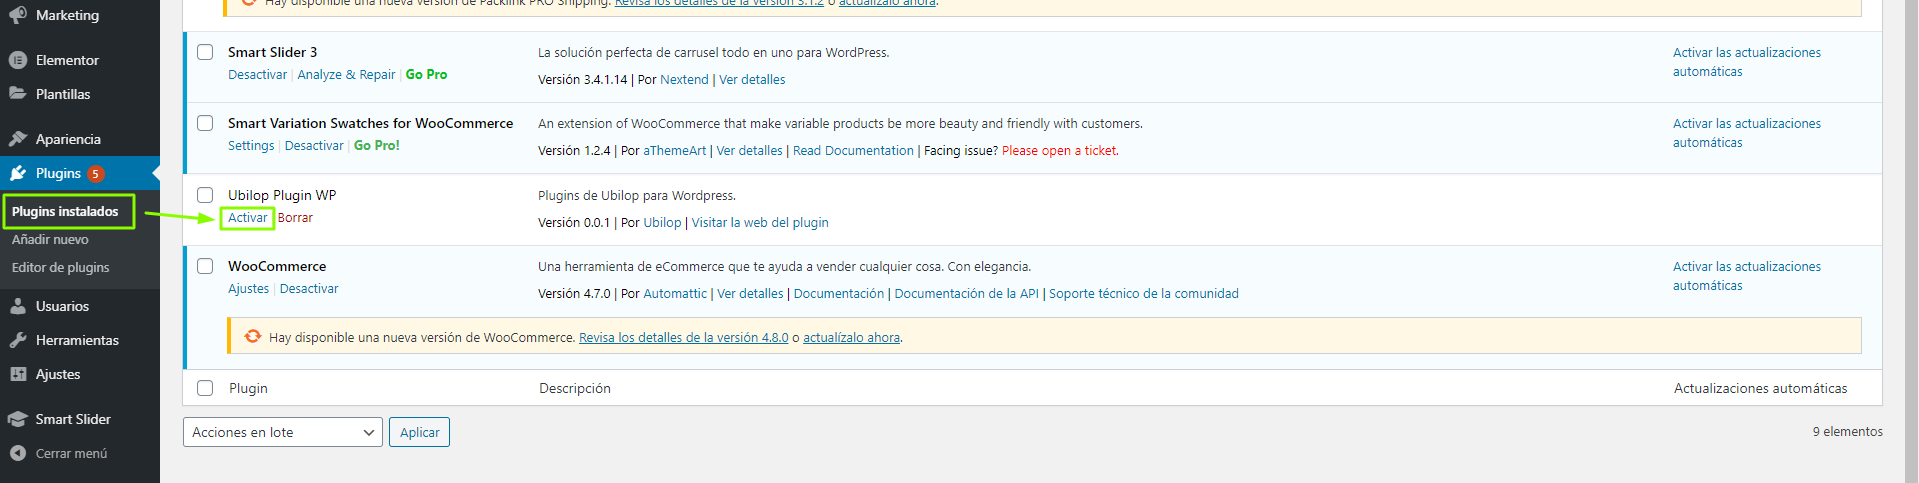 Marketing
Elementor
Plantillas
Apariencia
Plugins 5
Plugins instalados
Añadir nuevo
Editor de plugins
Usuarios
Herramientas
Ajustes
Smart Slider
Cerrar menú
Hay disponible una nueva versión de Packlink PRO Shipping. Revisa los detalles de la versión 3.1.2 o actualízalo ahora.
Smart Slider 3
Desactivar | Analyze & Repair | Go Pro
La solución perfecta de carrusel todo en uno para WordPress.
Versión 3.4.1.14 | Por Nextend | Ver detalles
Activar las actualizaciones
automáticas
Smart Variation Swatches for WooCommerce
Settings | Desactivar | Go Pro!
An extension of WooCommerce that make variable products be more beauty and friendly with customers.
Versión 1.2.4 | Por aThemeArt | Ver detalles | Read Documentation | Facing issue? Please open a ticket.
Activar las actualizaciones
automáticas
Ubilop Plugin WP
Activar Borrar
Plugins de Ubilop para Wordpress.
Versión 0.0.1 | Por Ubilop | Visitar la web del plugin
WooCommerce
Ajustes | Desactivar
Una herramienta de eCommerce que te ayuda a vender cualquier cosa. Con elegancia.
Versión 4.7.0 | Por Automattic | Ver detalles | Documentación | Documentación de la API | Soporte técnico de la comunidad
Activar las actualizaciones
automáticas
Hay disponible una nueva versión de WooCommerce. Revisa los detalles de la versión 4.8.0 o actualízalo ahora.
Plugin
Descripción
Actualizaciones automáticas
Acciones en lote
Aplicar
9 elementos